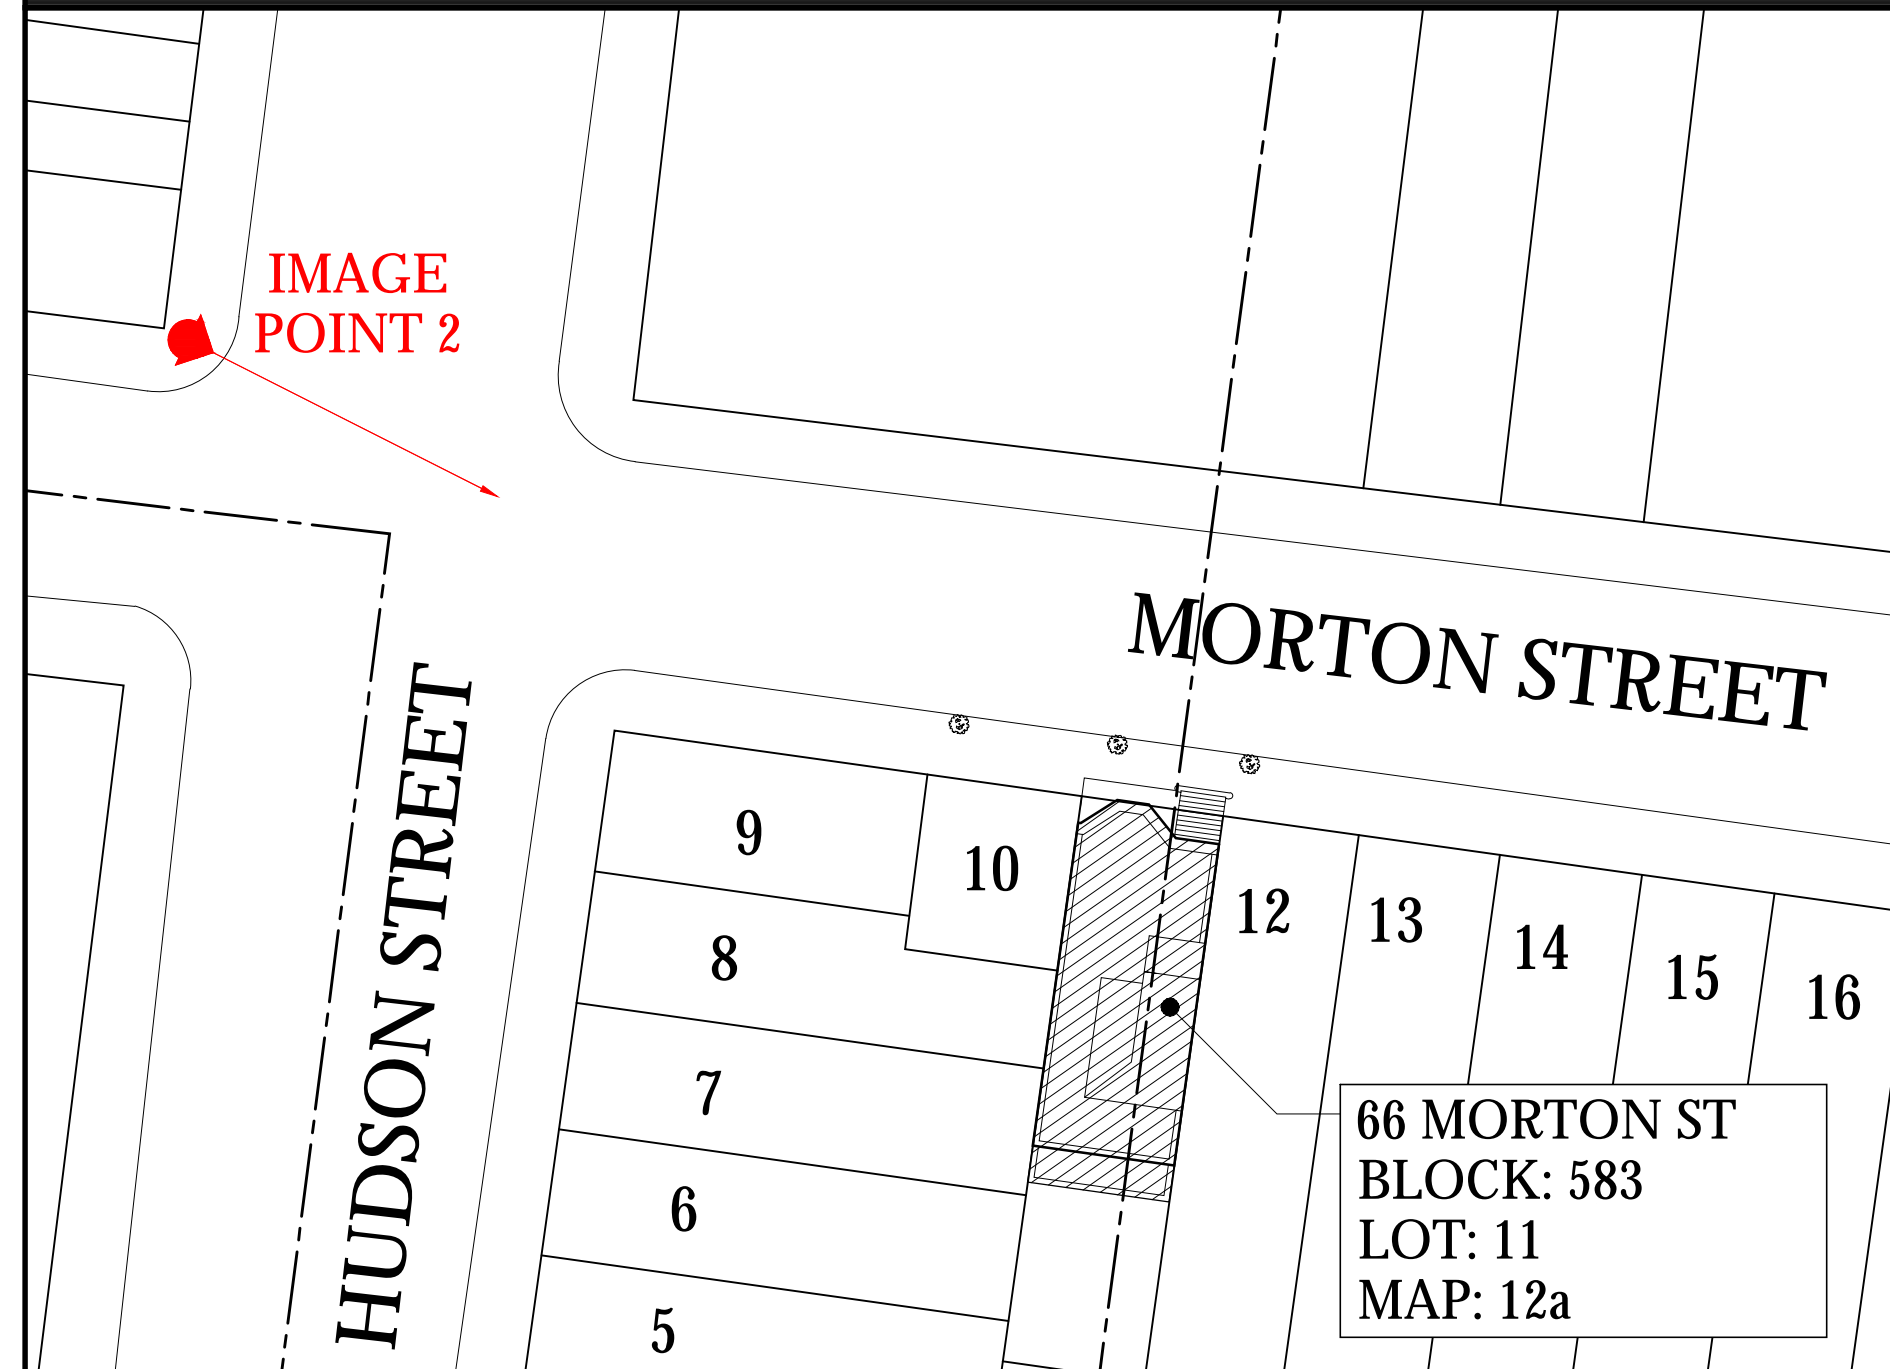 IMAGE
POINT 2
MORTON STREET
HUDSON STREET
9
10
12
13
14
15
16
8
7
6
5
66 MORTON ST
BLOCK: 583
LOT: 11
MAP: 12a